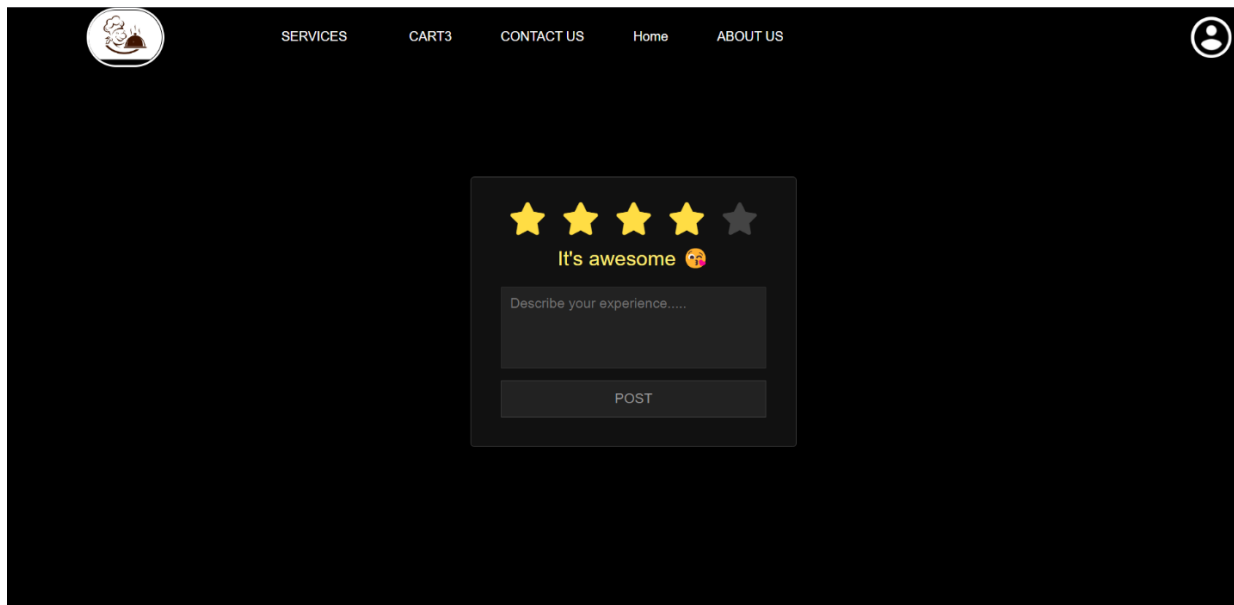 SERVICES CART3 CONTACT US Home ABOUT US
It's awesome 😘
Describe your experience.....
POST